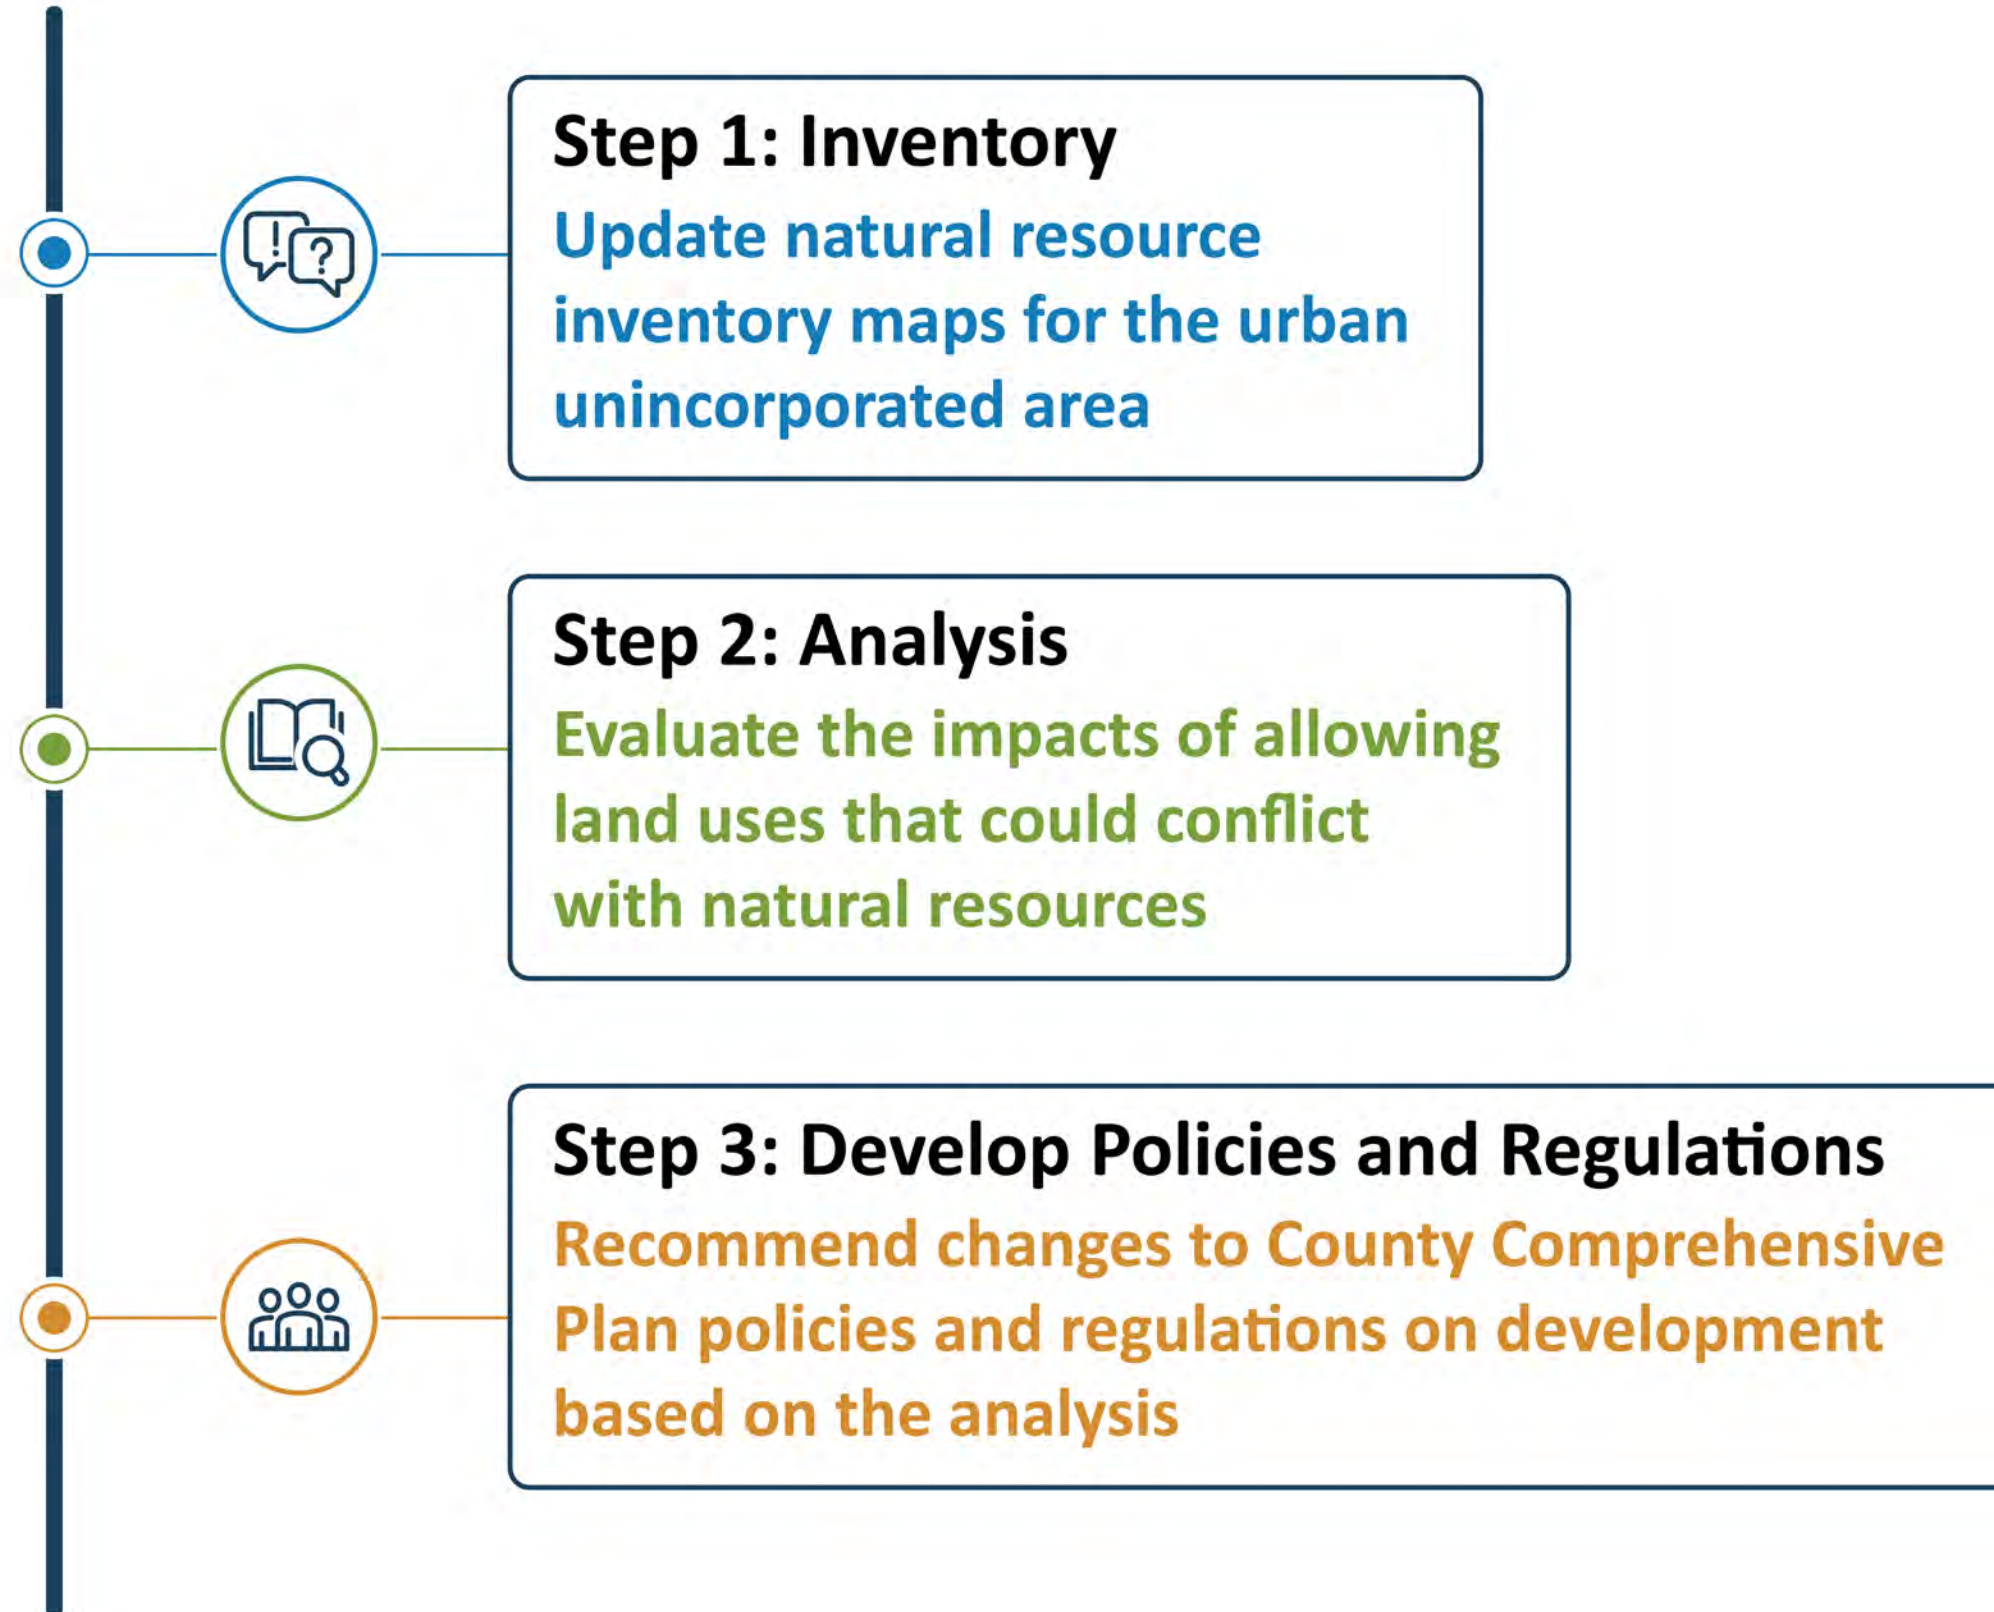 Step 1: Inventory
Update natural resource
inventory maps for the urban
unincorporated area
Step 2: Analysis
Evaluate the impacts of allowing
land uses that could conflict
with natural resources
Step 3: Develop Policies and Regulations
Recommend changes to County Comprehensive
Plan policies and regulations on development
based on the analysis